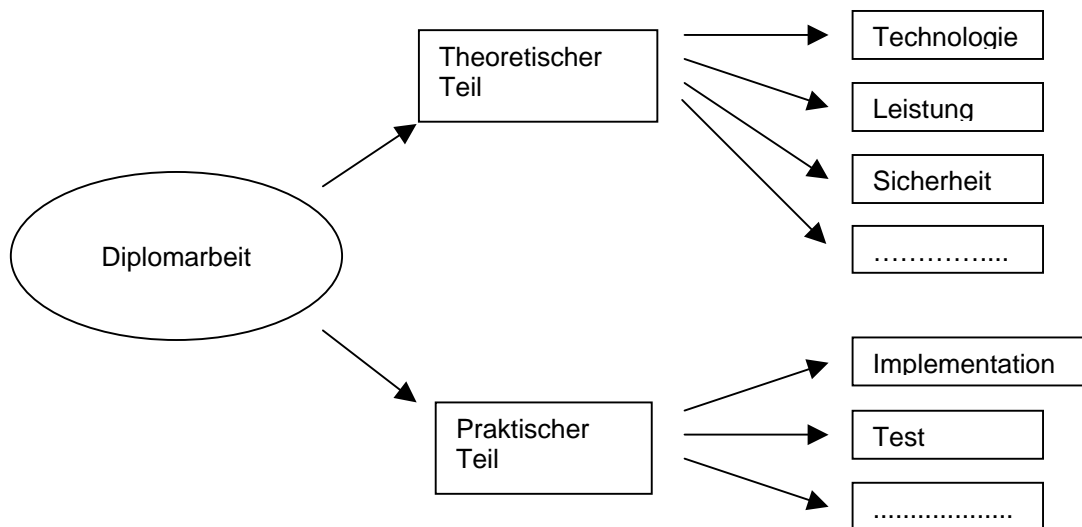 Diplomarbeit
Theoretischer
Teil
Technologie
Leistung
Sicherheit
…………....
Praktischer
Teil
Implementation
Test
...................